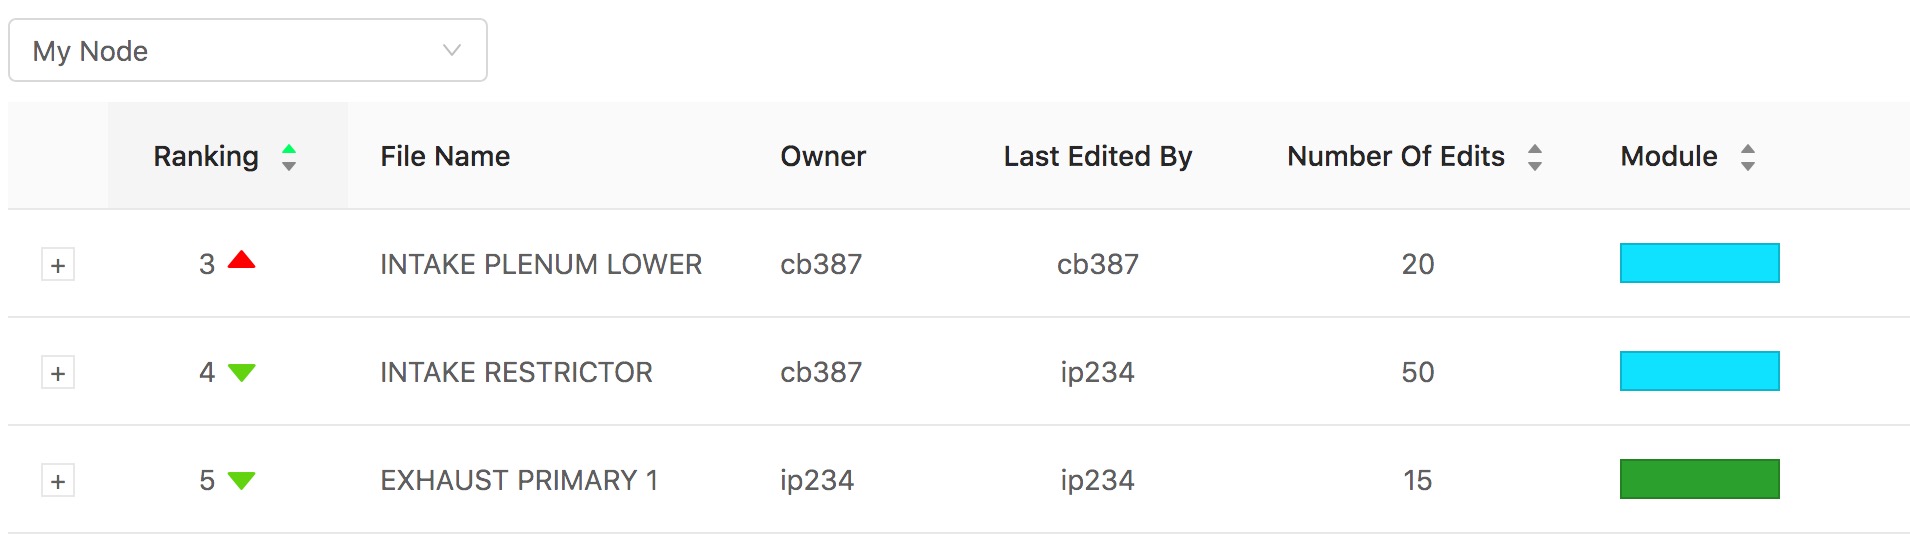 My Node
Ranking File Name Owner Last Edited By Number Of Edits Module
+ 3 INTAKE PLENUM LOWER cb387 cb387 20
+ 4 INTAKE RESTRICTOR cb387 ip234 50
+ 5 EXHAUST PRIMARY 1 ip234 ip234 15